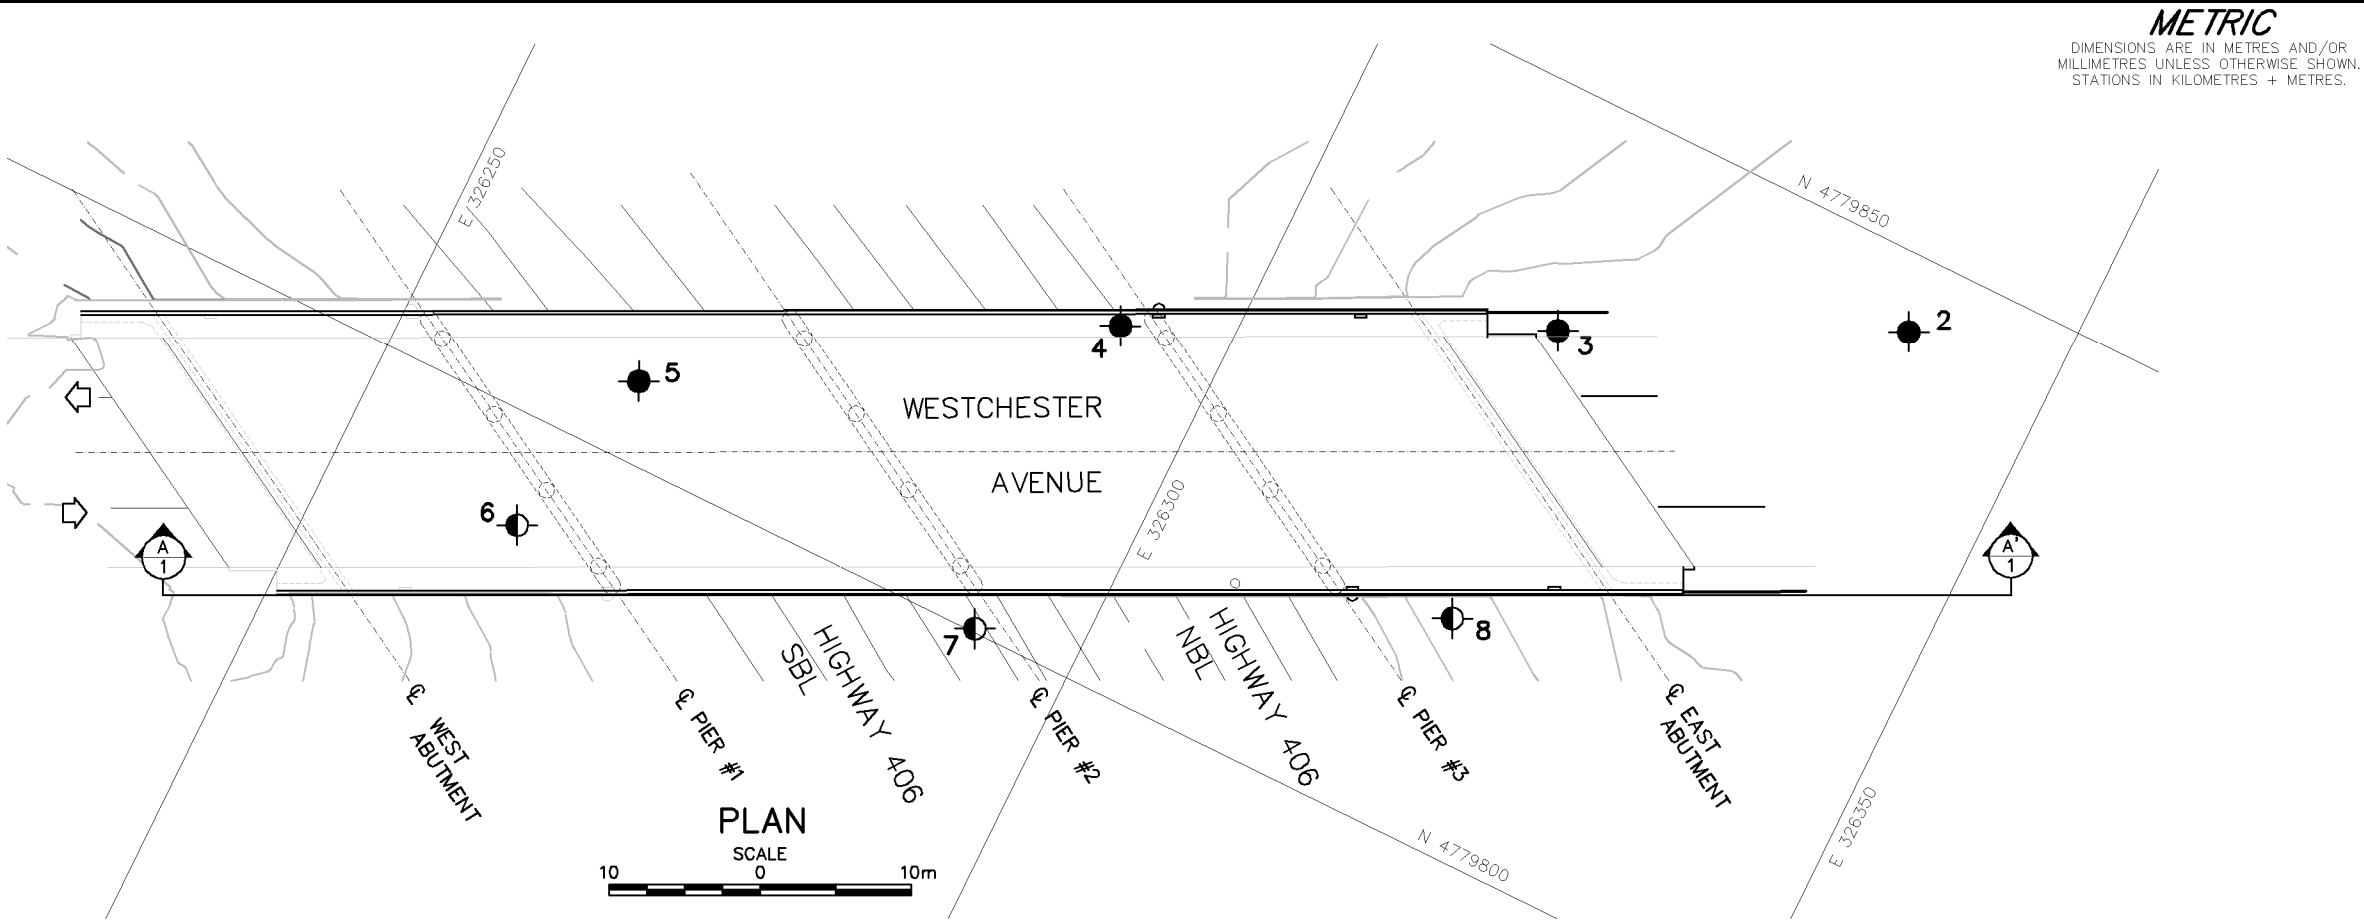 METRIC
DIMENSIONS ARE IN METRES AND/OR
MILLIMETRES UNLESS OTHERWISE SHOWN.
STATIONS IN KILOMETRES + METRES.
E 326250
N 4779850
2
3
4
5
WESTCHESTER
AVENUE
E 326300
6
A
1
A'
1
7
8
HIGHWAY 406
SBL
HIGHWAY 406
NBL
℄ WEST
ABUTMENT
℄ PIER #1
℄ PIER #2
℄ PIER #3
℄ EAST
ABUTMENT
E 326350
N 4779800
PLAN
SCALE
10 0 10m